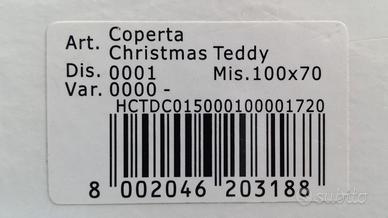 Art. Coperta
Christmas Teddy
Dis. 0001 Mis.100x70
Var. 0000 -
HCTDC015000100001720
8 002046 203188
subito